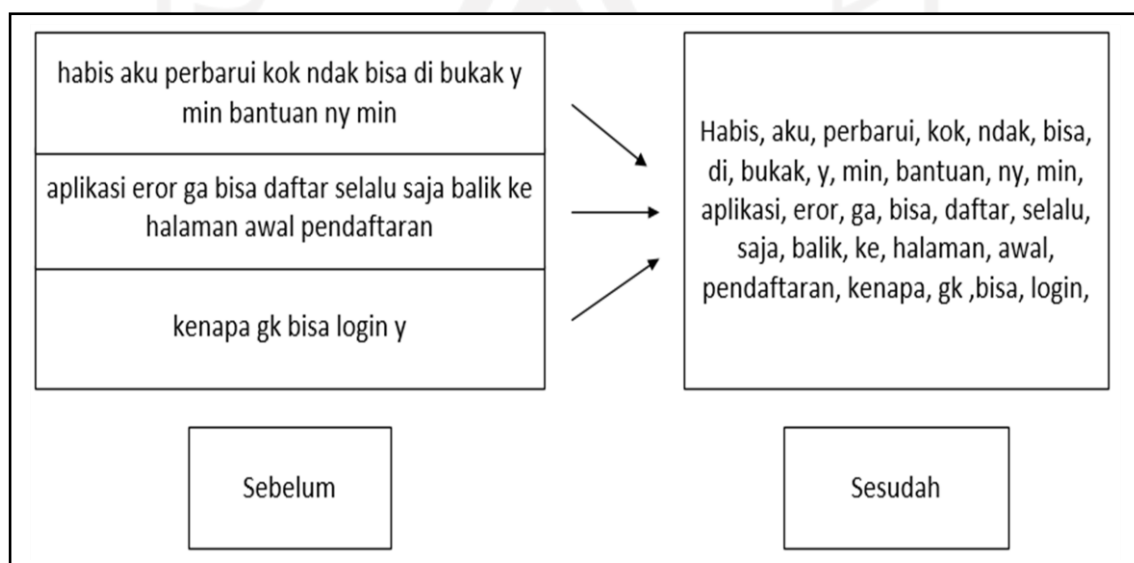 habis aku perbarui kok ndak bisa di bukak y
min bantuan ny min
aplikasi eror ga bisa daftar selalu saja balik ke
halaman awal pendaftaran
kenapa gk bisa login y
Habis, aku, perbarui, kok, ndak, bisa,
di, bukak, y, min, bantuan, ny, min,
aplikasi, eror, ga, bisa, daftar, selalu,
saja, balik, ke, halaman, awal,
pendaftaran, kenapa, gk ,bisa, login,
Sebelum
Sesudah